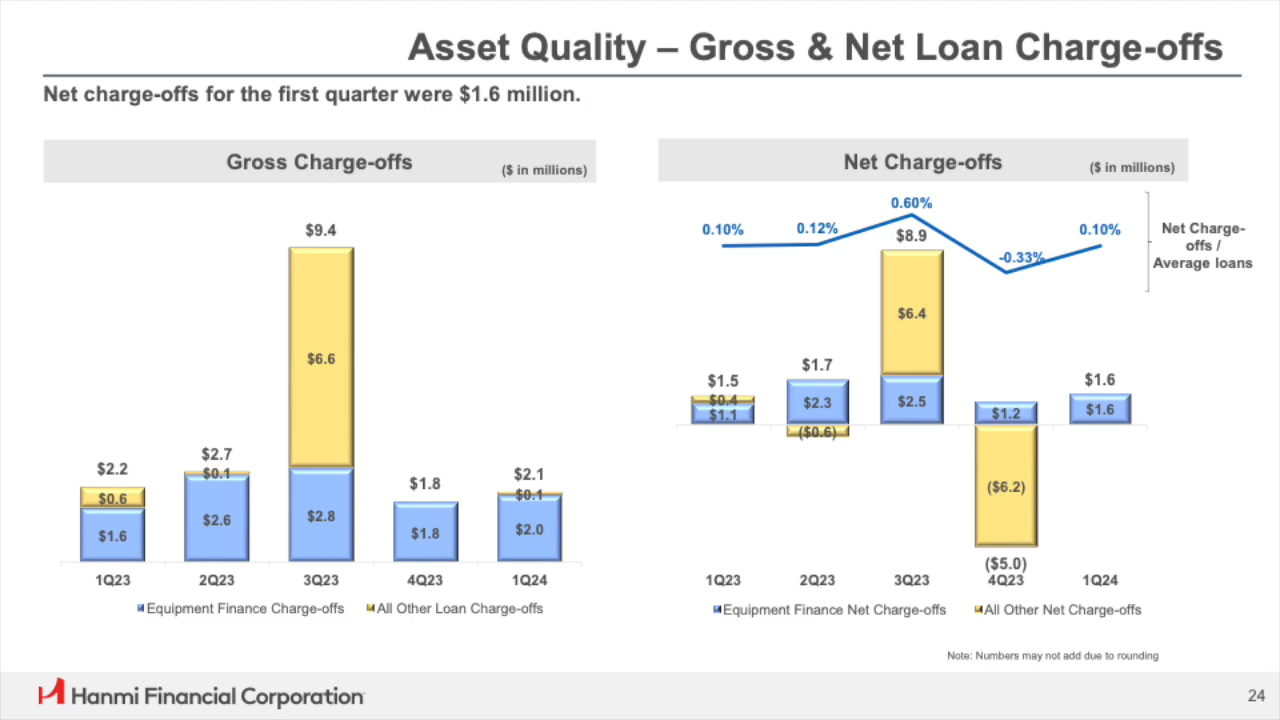 Asset Quality – Gross & Net Loan Charge-offs
Net charge-offs for the first quarter were $1.6 million.
Gross Charge-offs
($ in millions)
$2.2
$0.6
$1.6
$2.7
$0.1
$2.6
$9.4
$6.6
$2.8
$1.8
$1.8
$2.1
$0.1
$2.0
1Q23 2Q23 3Q23 4Q23 1Q24
Equipment Finance Charge-offs All Other Loan Charge-offs
Net Charge-offs
($ in millions)
0.10% 0.12% 0.60% -0.33% 0.10%
Net Charge-
offs /
Average loans
$1.5
$0.4
$1.1
$1.7
$2.3
($0.6)
$8.9
$6.4
$2.5
$1.2
($6.2)
($5.0)
$1.6
$1.6
1Q23 2Q23 3Q23 4Q23 1Q24
Equipment Finance Net Charge-offs All Other Net Charge-offs
Note: Numbers may not add due to rounding
Hanmi Financial Corporation
24